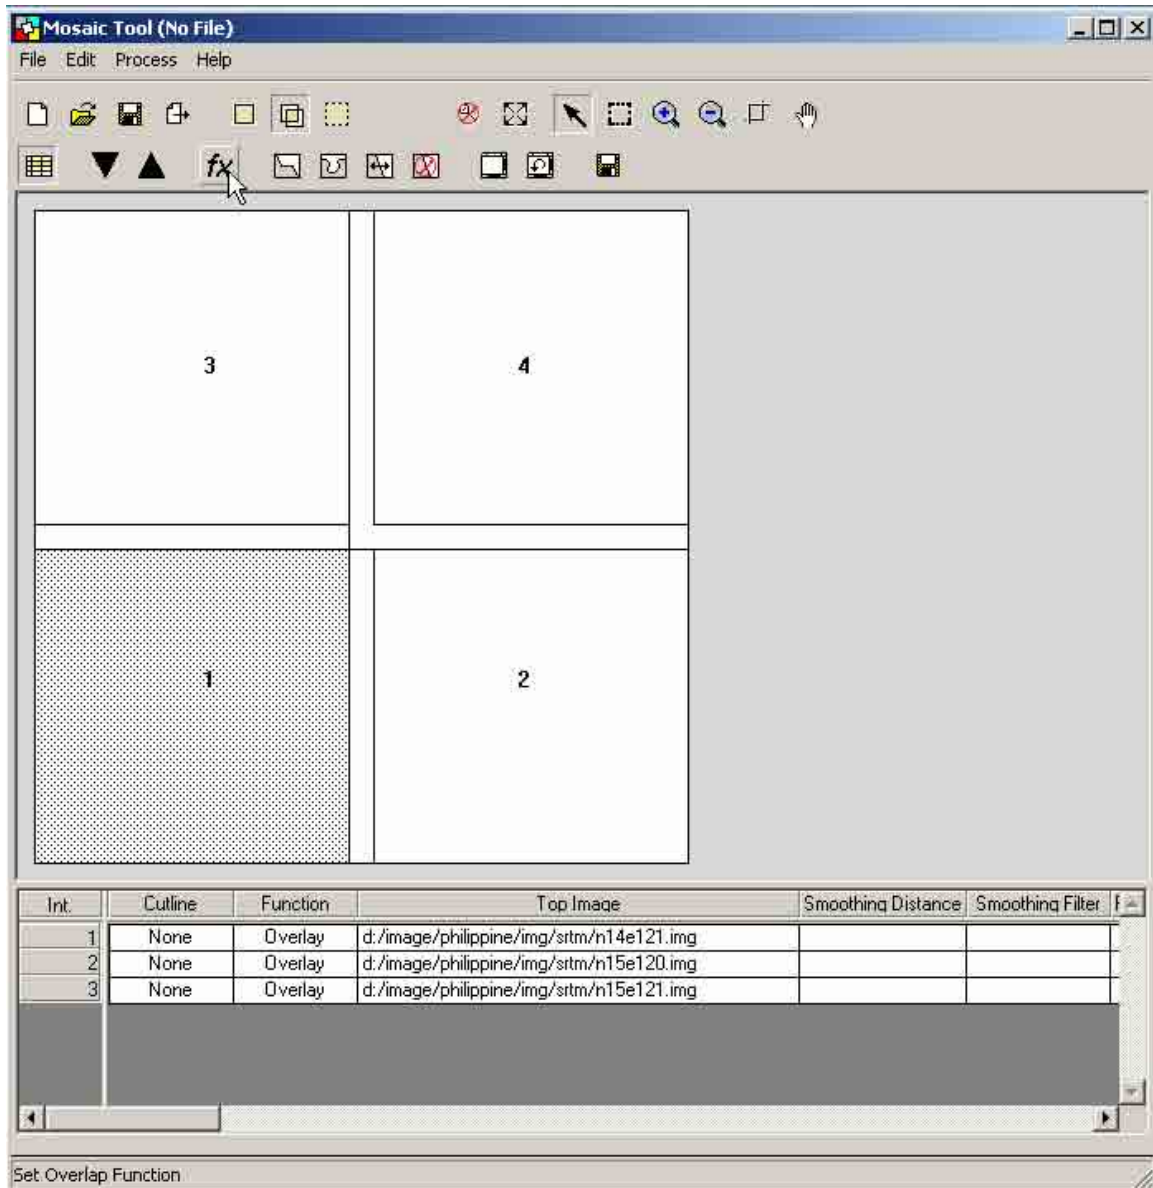 Mosaic Tool (No File)
File Edit Process Help
fx
3 4
1 2
Int. Cutline Function Top Image Smoothing Distance Smoothing Filter
1 None Overlay d:/image/philippine/img/srtm/n14e121.img
2 None Overlay d:/image/philippine/img/srtm/n15e120.img
3 None Overlay d:/image/philippine/img/srtm/n15e121.img
Set Overlap Function